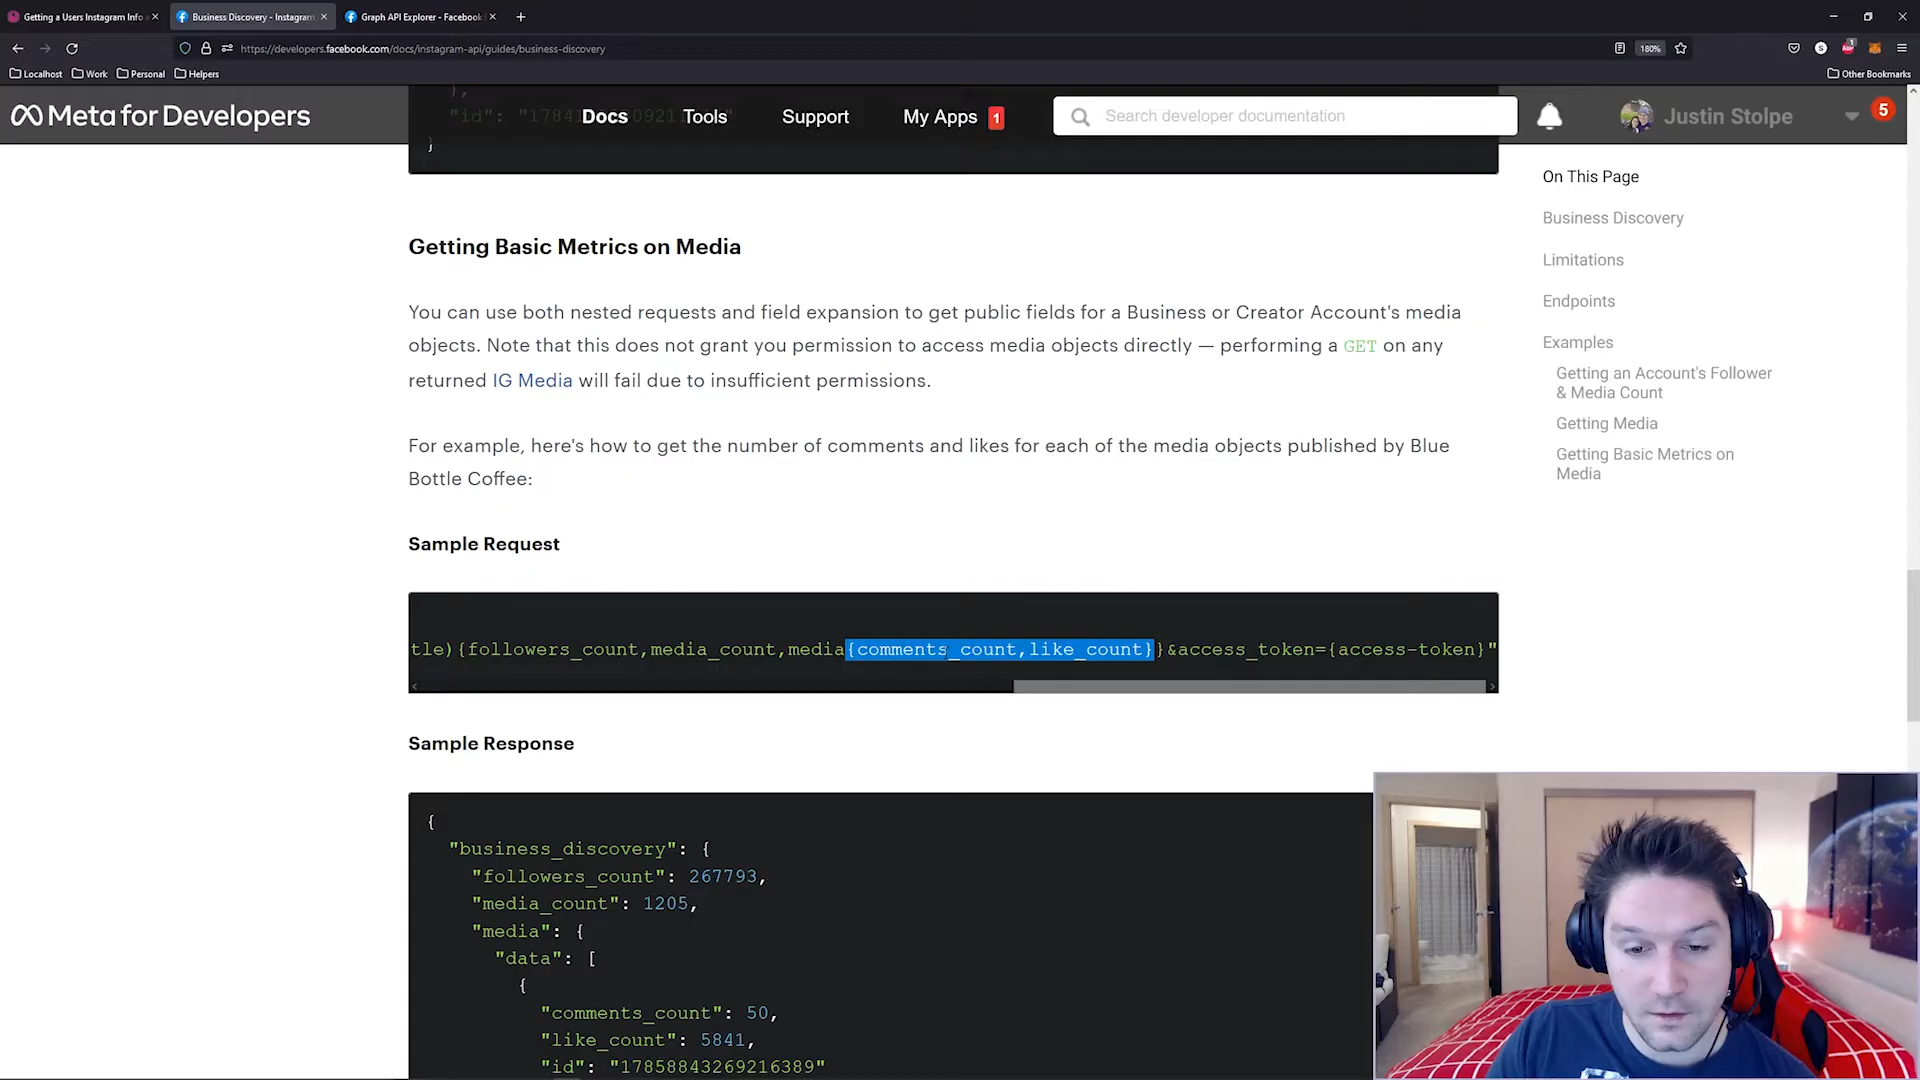 Getting a Users Instagram Info
Business Discovery - Instagram
Graph API Explorer - Facebook
https://developers.facebook.com/docs/instagram-api/guides/business-discovery
180%
1
Localhost
Work
Personal
Helpers
Other Bookmarks
Meta for Developers
Docs
Tools
Support
My Apps 1
Search developer documentation
Justin Stolpe
5
},
"id":
}
On This Page
Business Discovery
Limitations
Endpoints
Examples
Getting an Account's Follower
& Media Count
Getting Media
Getting Basic Metrics on
Media
Getting Basic Metrics on Media
You can use both nested requests and field expansion to get public fields for a Business or Creator Account's media
objects. Note that this does not grant you permission to access media objects directly — performing a GET on any
returned IG Media will fail due to insufficient permissions.
For example, here's how to get the number of comments and likes for each of the media objects published by Blue
Bottle Coffee:
Sample Request
tle){followers_count,media_count,media{comments_count,like_count}}&access_token={access-token}"
Sample Response
{
"business_discovery": {
"followers_count": 267793,
"media_count": 1205,
"media": {
"data": [
{
"comments_count": 50,
"like_count": 5841,
"id": "17858843269216389"